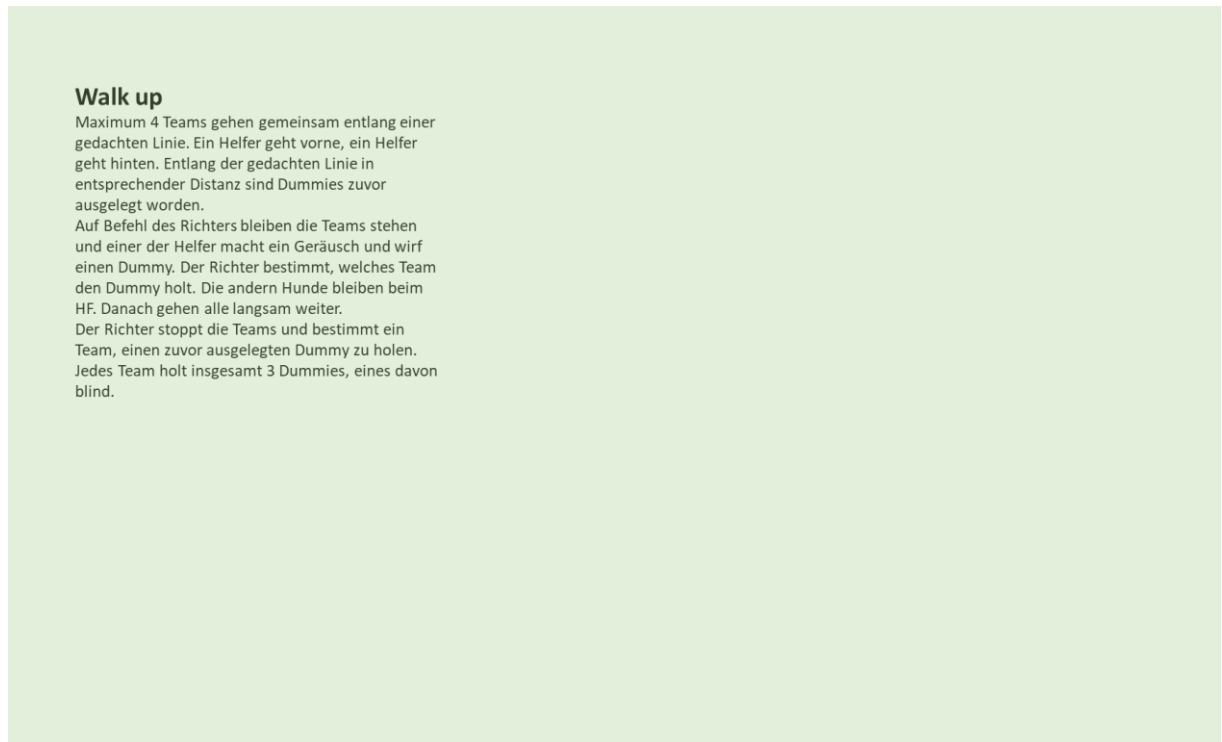 Walk up
Maximum 4 Teams gehen gemeinsam entlang einer
gedachten Linie. Ein Helfer geht vorne, ein Helfer
geht hinten. Entlang der gedachten Linie in
entsprechender Distanz sind Dummies zuvor
ausgelegt worden.
Auf Befehl des Richters bleiben die Teams stehen
und einer der Helfer macht ein Geräusch und wirf
einen Dummy. Der Richter bestimmt, welches Team
den Dummy holt. Die andern Hunde bleiben beim
HF. Danach gehen alle langsam weiter.
Der Richter stoppt die Teams und bestimmt ein
Team, einen zuvor ausgelegten Dummy zu holen.
Jedes Team holt insgesamt 3 Dummies, eines davon
blind.